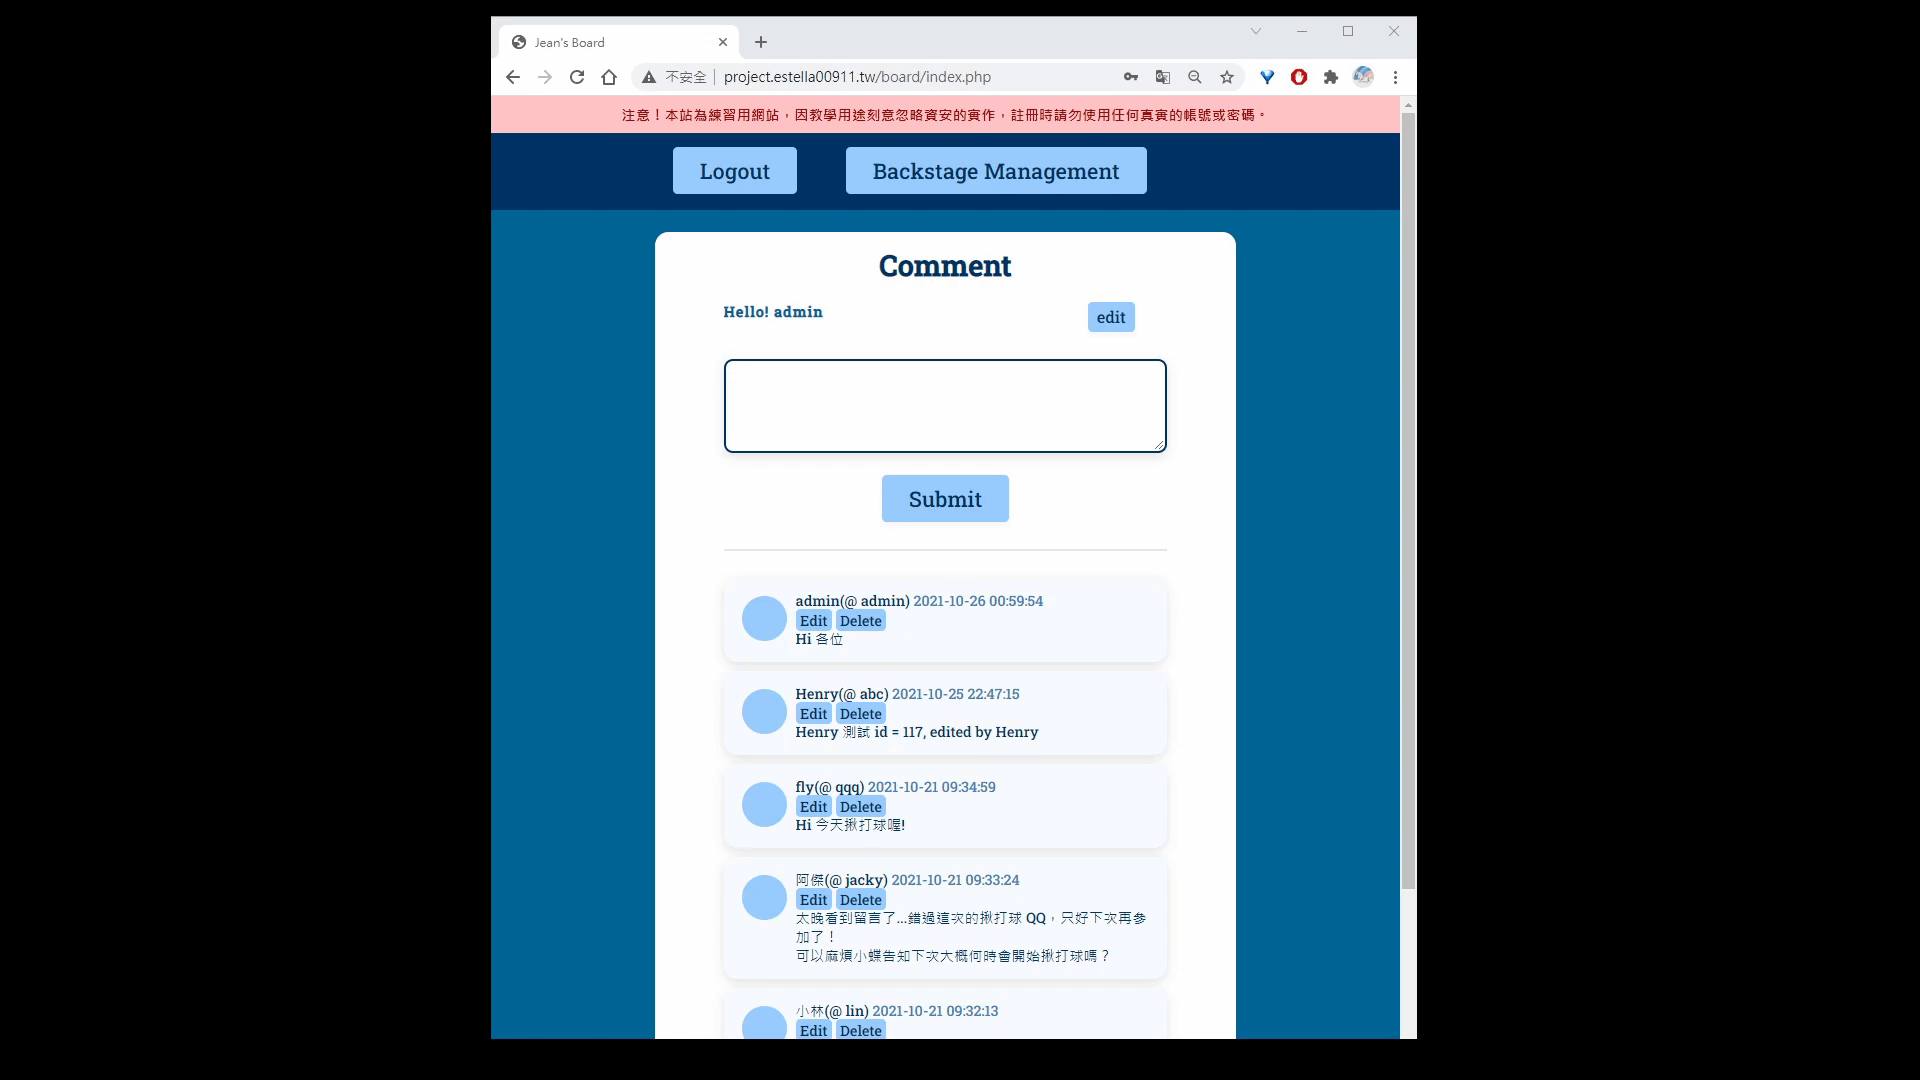 Jean's Board
不安全 project.estella00911.tw/board/index.php
注意！本站為練習用網站，因教學用途刻意忽略資安的實作，註冊時請勿使用任何真實的帳號或密碼。
Logout Backstage Management
Comment
Hello! admin edit
Submit
admin(@ admin) 2021-10-26 00:59:54
Edit Delete
Hi 各位
Henry(@ abc) 2021-10-25 22:47:15
Edit Delete
Henry 測試 id = 117, edited by Henry
fly(@ qqq) 2021-10-21 09:34:59
Edit Delete
Hi 今天揪打球喔!
阿傑(@ jacky) 2021-10-21 09:33:24
Edit Delete
太晚看到留言了...錯過這次的揪打球 QQ，只好下次再參
加了！
可以麻煩小蝶告知下次大概何時會開始揪打球嗎？
小林(@ lin) 2021-10-21 09:32:13
Edit Delete